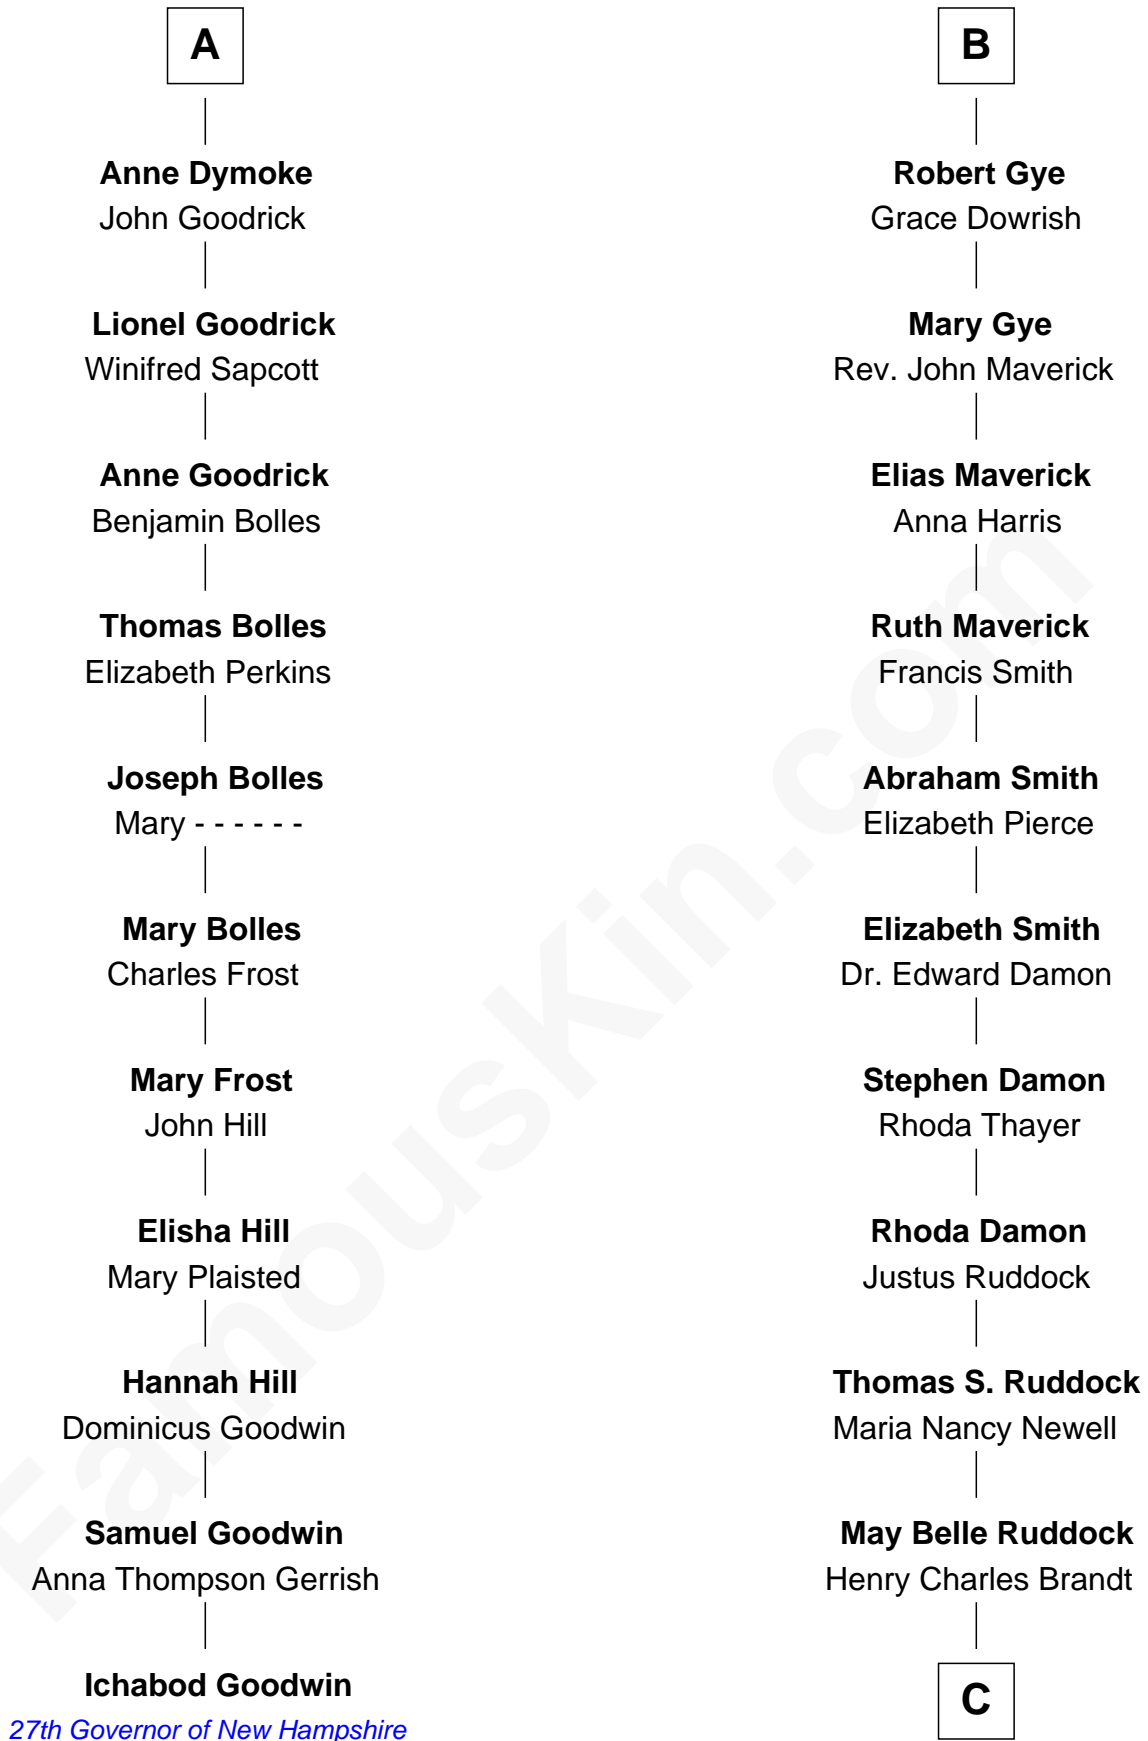 A
Anne Dymoke
John Goodrick
Lionel Goodrick
Winifred Sapcott
Anne Goodrick
Benjamin Bolles
Thomas Bolles
Elizabeth Perkins
Joseph Bolles
Mary - - - - - -
Mary Bolles
Charles Frost
Mary Frost
John Hill
Elisha Hill
Mary Plaisted
Hannah Hill
Dominicus Goodwin
Samuel Goodwin
Anna Thompson Gerrish
Ichabod Goodwin
27th Governor of New Hampshire
B
Robert Gye
Grace Dowrish
Mary Gye
Rev. John Maverick
Elias Maverick
Anna Harris
Ruth Maverick
Francis Smith
Abraham Smith
Elizabeth Pierce
Elizabeth Smith
Dr. Edward Damon
Stephen Damon
Rhoda Thayer
Rhoda Damon
Justus Ruddock
Thomas S. Ruddock
Maria Nancy Newell
May Belle Ruddock
Henry Charles Brandt
C
FamousKin.com